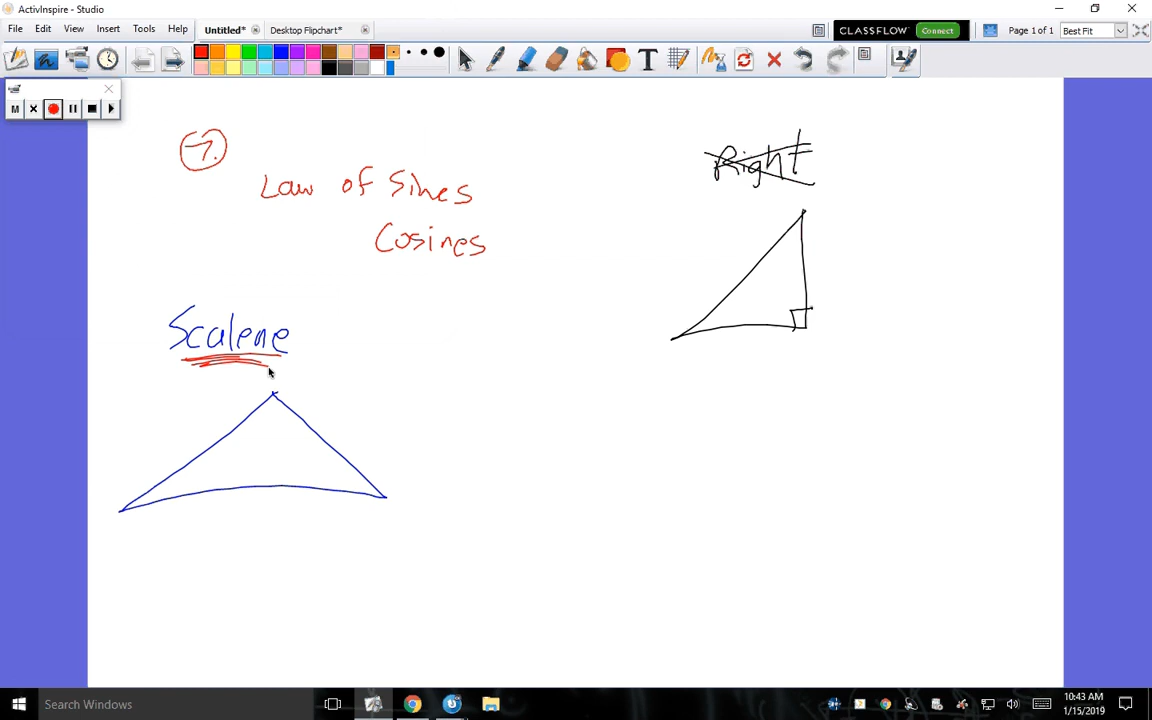 ActivInspire - Studio
File Edit View Insert Tools Help
Untitled* Desktop Flipchart*
CLASSFLOW Connect
Page 1 of 1 Best Fit
M
7.
Law of Sines
Cosines
Right
Scalene
Search Windows
10:43 AM
1/15/2019